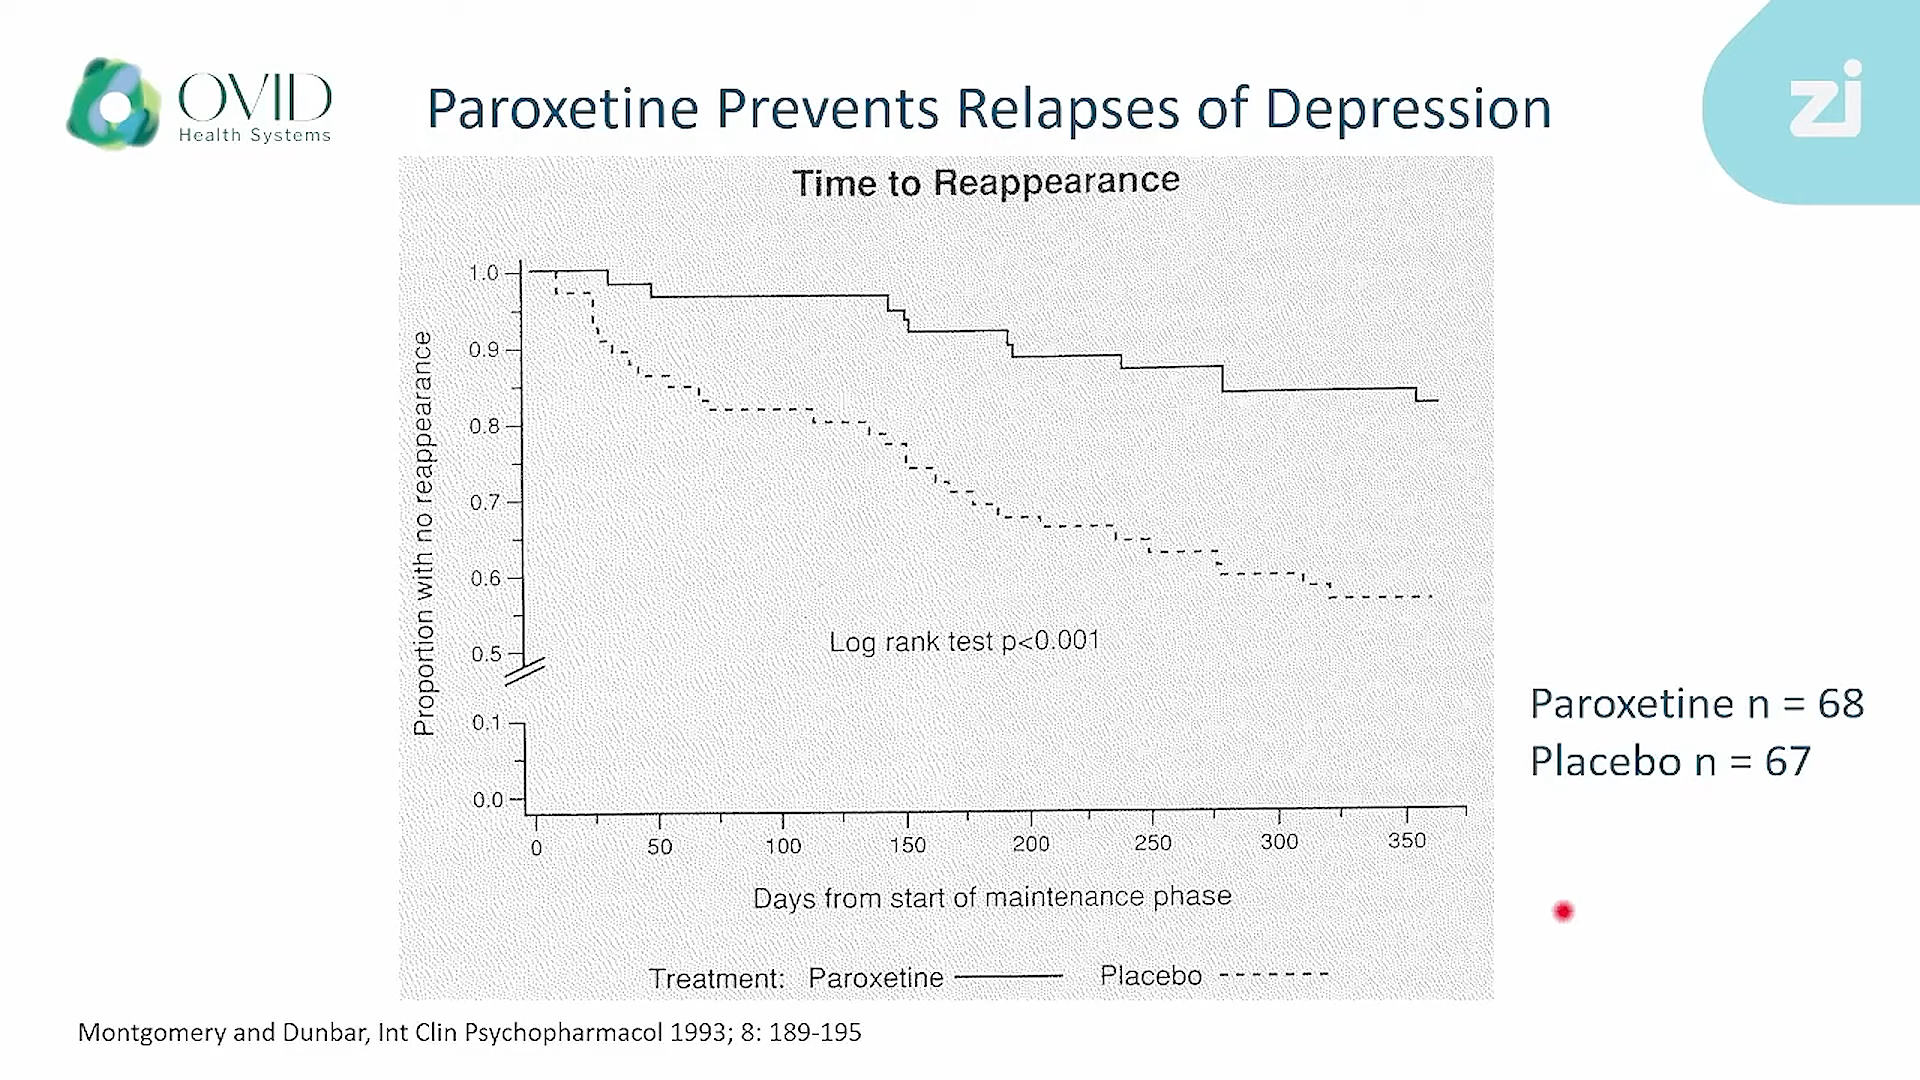 OVID
Health Systems
Paroxetine Prevents Relapses of Depression
zi
Time to Reappearance
Proportion with no reappearance
1.0
0.9
0.8
0.7
0.6
0.5
0.1
0.0
Log rank test p<0.001
0 50 100 150 200 250 300 350
Days from start of maintenance phase
Treatment: Paroxetine Placebo
Paroxetine n = 68
Placebo n = 67
Montgomery and Dunbar, Int Clin Psychopharmacol 1993; 8: 189-195